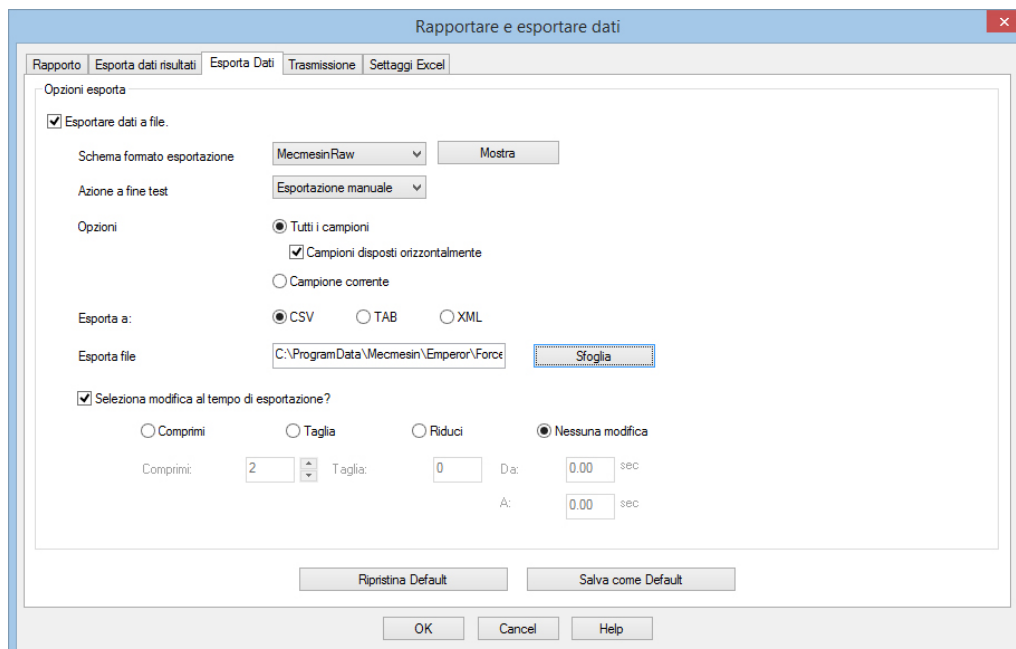 Rapportare e esportare dati
Rapporto Esporta dati risultati Esporta Dati Trasmissione Settaggi Excel
Opzioni esporta
Esportare dati a file.
Schema formato esportazione MecmesinRaw Mostra
Azione a fine test Esportazione manuale
Opzioni Tutti i campioni
Campioni disposti orizzontalmente
Campione corrente
Esporta a: CSV TAB XML
Esporta file C:\ProgramData\Mecmesin\Emperor\Force Sfoglia
Seleziona modifica al tempo di esportazione?
Comprimi Taglia Riduci Nessuna modifica
Comprimi: 2 Taglia: 0 Da: 0.00 sec
A: 0.00 sec
Ripristina Default Salva come Default
OK Cancel Help